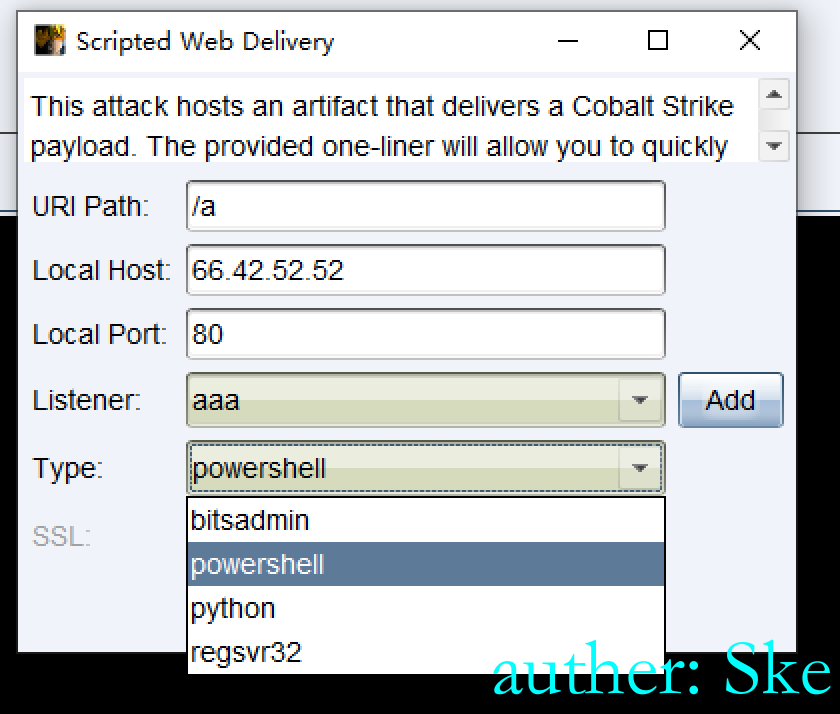 Scripted Web Delivery
This attack hosts an artifact that delivers a Cobalt Strike
payload. The provided one-liner will allow you to quickly
URI Path: /a
Local Host: 66.42.52.52
Local Port: 80
Listener: aaa Add
Type: powershell
SSL:
bitsadmin
powershell
python
regsvr32
auther: Ske